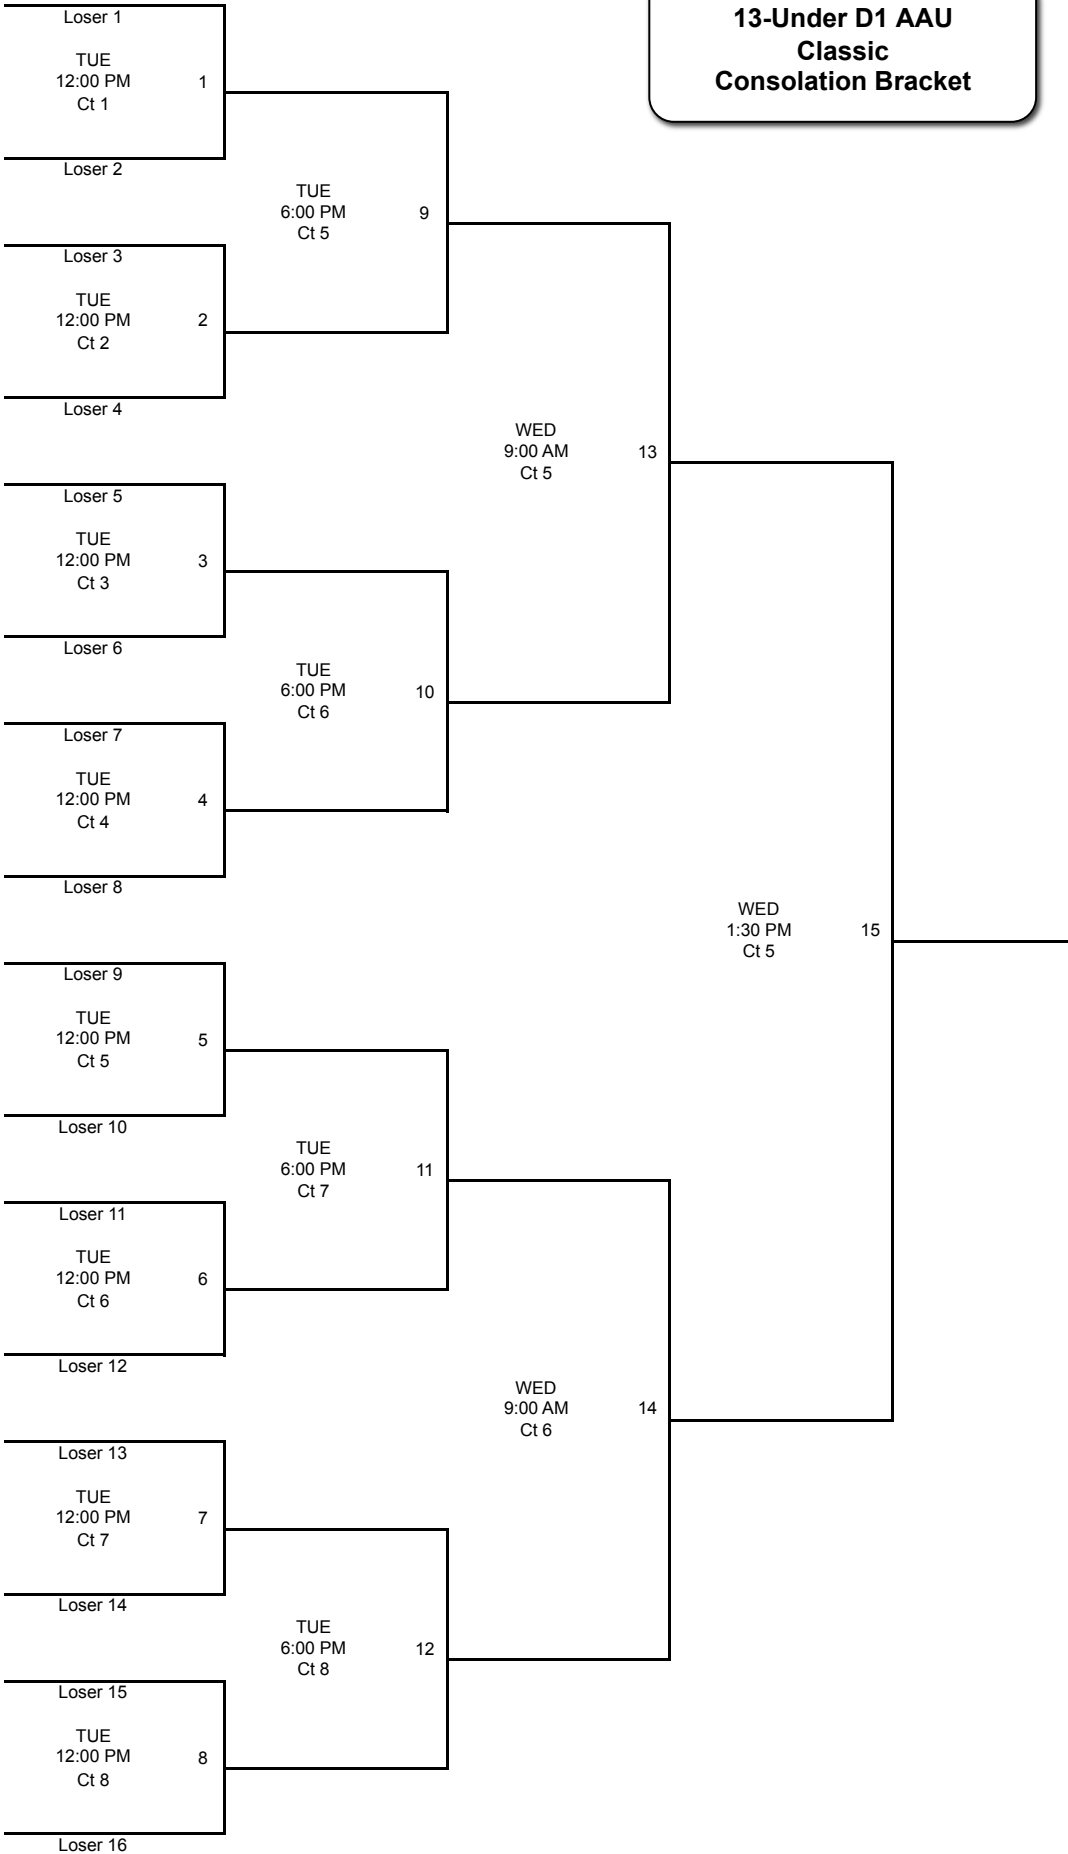 13-Under D1 AAU
Classic
Consolation Bracket
Loser 1
TUE
12:00 PM
Ct 1
1
Loser 2
TUE
6:00 PM
Ct 5
9
Loser 3
TUE
12:00 PM
Ct 2
2
Loser 4
WED
9:00 AM
Ct 5
13
Loser 5
TUE
12:00 PM
Ct 3
3
Loser 6
TUE
6:00 PM
Ct 6
10
Loser 7
TUE
12:00 PM
Ct 4
4
Loser 8
WED
1:30 PM
Ct 5
15
Loser 9
TUE
12:00 PM
Ct 5
5
Loser 10
TUE
6:00 PM
Ct 7
11
Loser 11
TUE
12:00 PM
Ct 6
6
Loser 12
WED
9:00 AM
Ct 6
14
Loser 13
TUE
12:00 PM
Ct 7
7
Loser 14
TUE
6:00 PM
Ct 8
12
Loser 15
TUE
12:00 PM
Ct 8
8
Loser 16